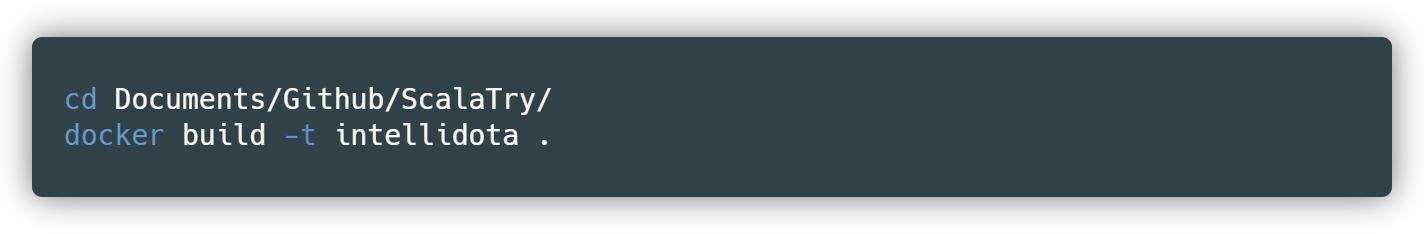 cd Documents/Github/ScalaTry/
docker build -t intellidota .